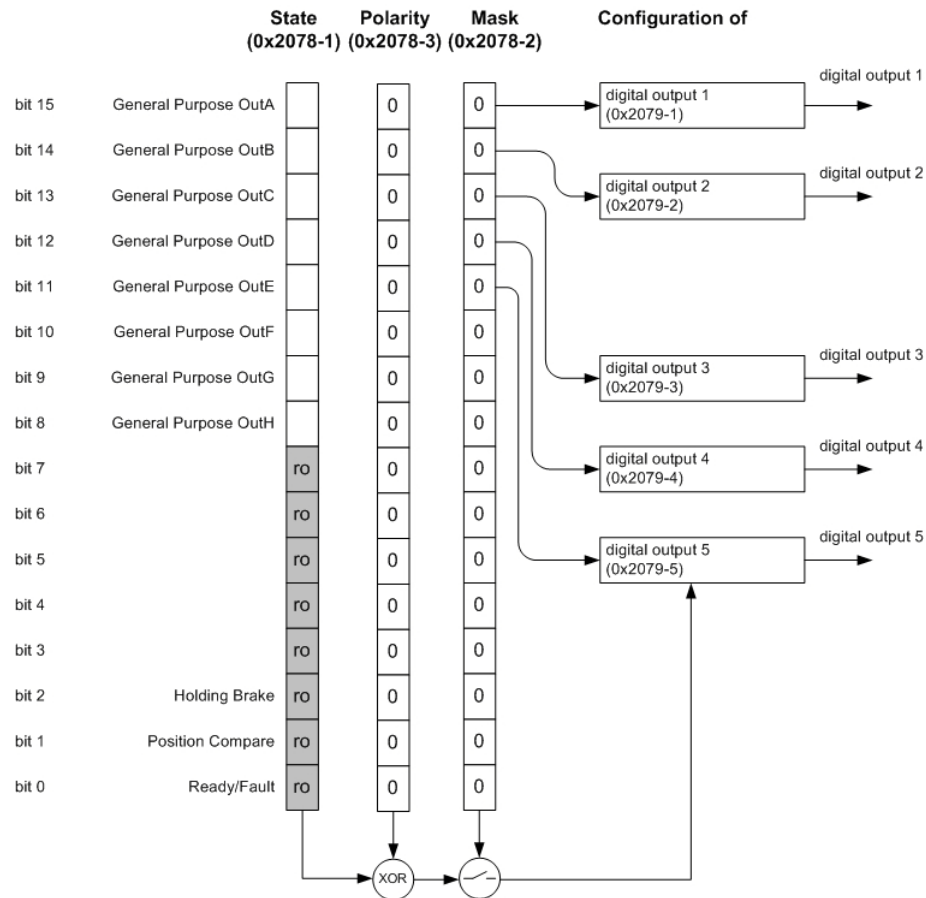 State Polarity Mask Configuration of
(0x2078-1) (0x2078-3) (0x2078-2)
digital output 1
bit 15 General Purpose OutA 0 0 digital output 1
(0x2079-1)
bit 14 General Purpose OutB 0 0
digital output 2
bit 13 General Purpose OutC 0 0 digital output 2
(0x2079-2)
bit 12 General Purpose OutD 0 0
bit 11 General Purpose OutE 0 0
bit 10 General Purpose OutF 0 0
digital output 3
bit 9 General Purpose OutG 0 0 digital output 3
(0x2079-3)
bit 8 General Purpose OutH 0 0
digital output 4
bit 7 ro 0 0 digital output 4
(0x2079-4)
bit 6 ro 0 0
digital output 5
bit 5 ro 0 0 digital output 5
(0x2079-5)
bit 4 ro 0 0
bit 3 ro 0 0
bit 2 Holding Brake ro 0 0
bit 1 Position Compare ro 0 0
bit 0 Ready/Fault ro 0 0
XOR